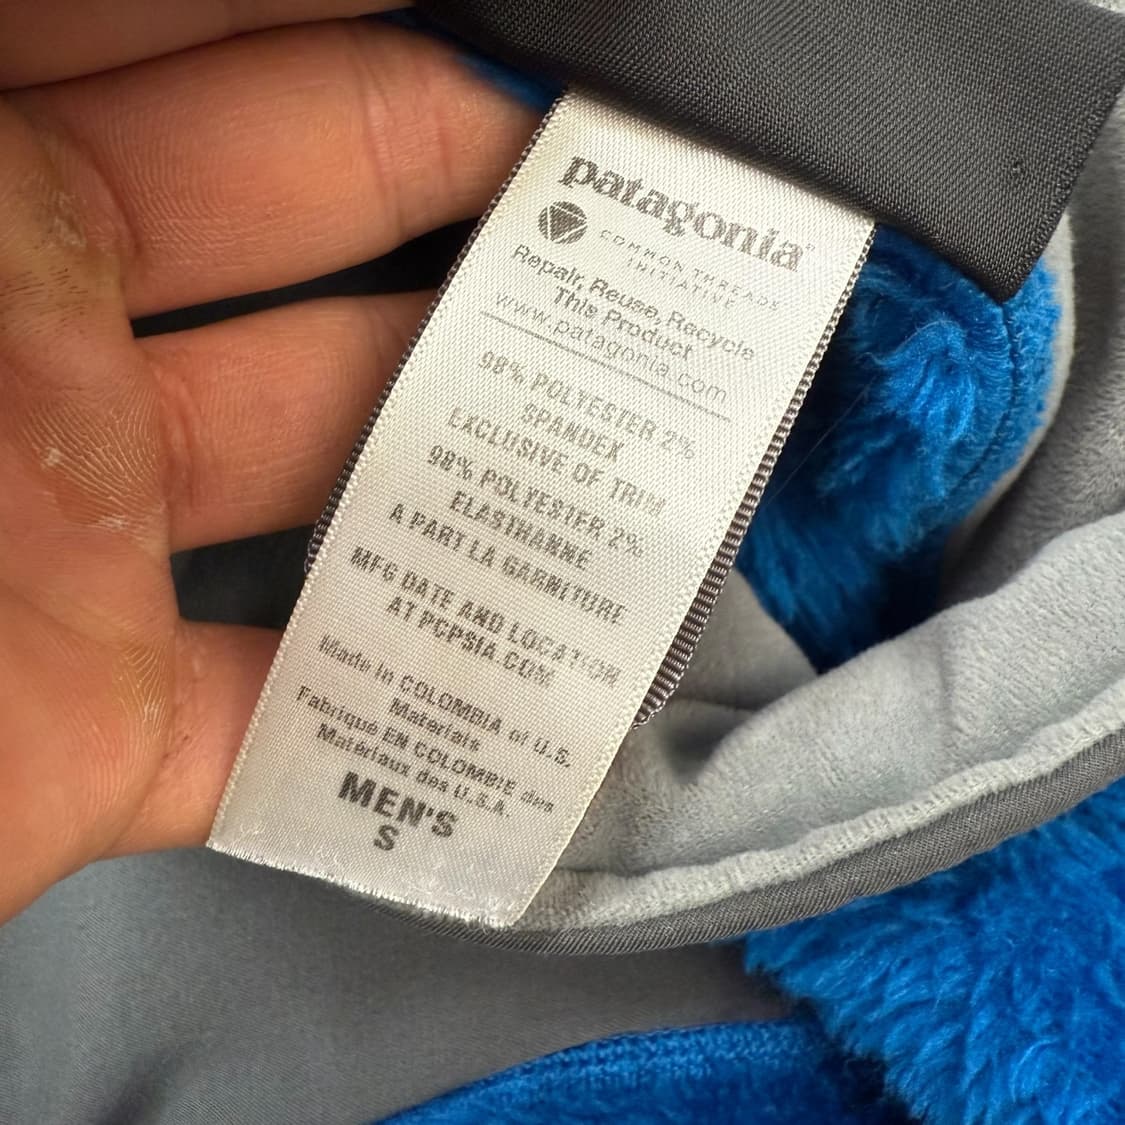 patagonia®
COMMON THREADS
INITIATIVE
Repair, Reuse, Recycle
This Product
www.patagonia.com
98% POLYESTER 2%
SPANDEX
EXCLUSIVE OF TRIM
98% POLYESTER 2%
ELASTHANNE
A PART LA GARNITURE
MFG DATE AND LOCATION
AT PCPSIA.COM
Made in COLOMBIA of U.S.
Materials
Fabriqué EN COLOMBIE des
Matériaux des U.S.A.
MEN'S
S